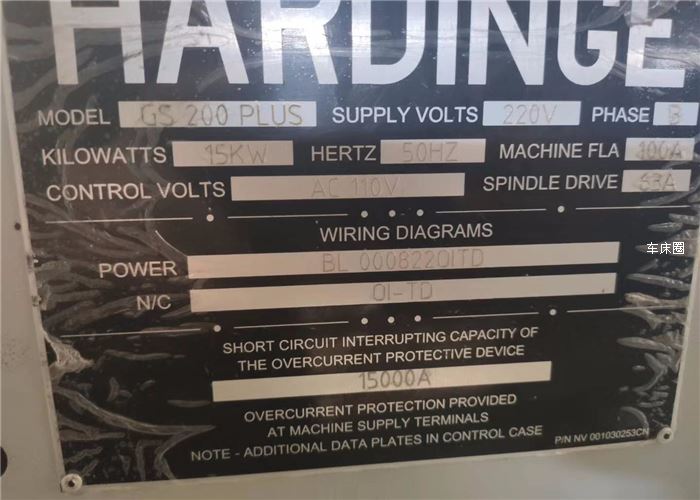 HARDINGE
MODEL GS 200 PLUS SUPPLY VOLTS 220V PHASE 3
KILOWATTS 15KW HERTZ 50HZ MACHINE FLA 100A
CONTROL VOLTS AC 110V SPINDLE DRIVE 53A
WIRING DIAGRAMS
车床圈
POWER BL 0008220ITD
N/C OI-TD
SHORT CIRCUIT INTERRUPTING CAPACITY OF
THE OVERCURRENT PROTECTIVE DEVICE
15000A
OVERCURRENT PROTECTION PROVIDED
AT MACHINE SUPPLY TERMINALS
NOTE - ADDITIONAL DATA PLATES IN CONTROL CASE
P/N NV 001030253CN